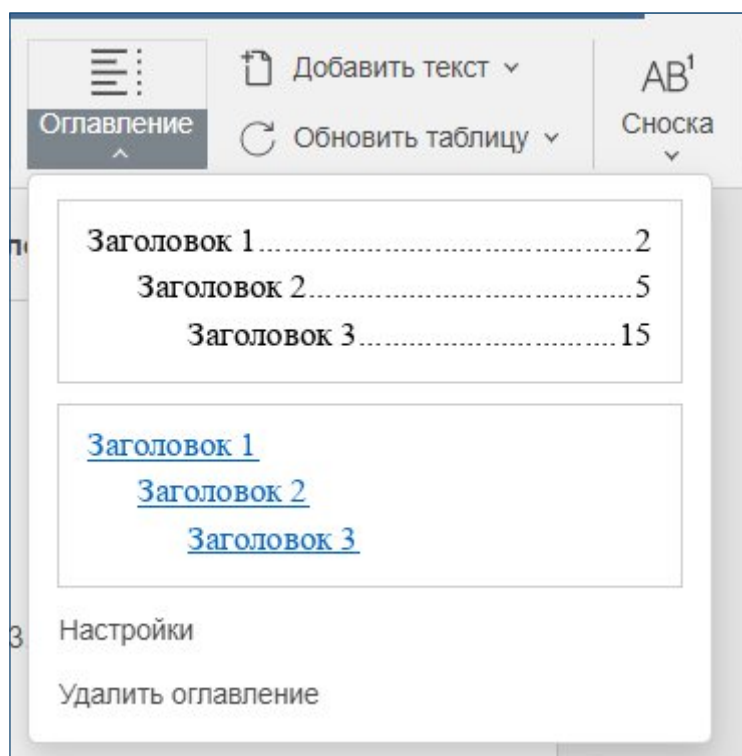 Оглавление
Добавить текст
Обновить таблицу
AB¹
Сноска
Заголовок 1.......................................................2
Заголовок 2...............................................5
Заголовок 3.....................................15
Заголовок 1
Заголовок 2
Заголовок 3
3
Настройки
Удалить оглавление